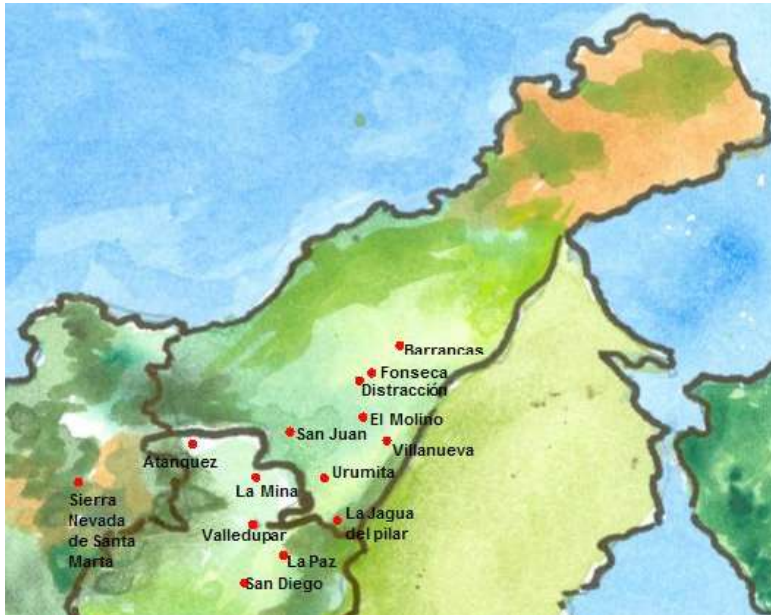 Barrancas
Fonseca
Distracción
El Molino
San Juan
Villanueva
Atanquez
Urumita
La Mina
Sierra
Nevada
de Santa
Marta
La Jagua
del pilar
Valledupar
La Paz
San Diego